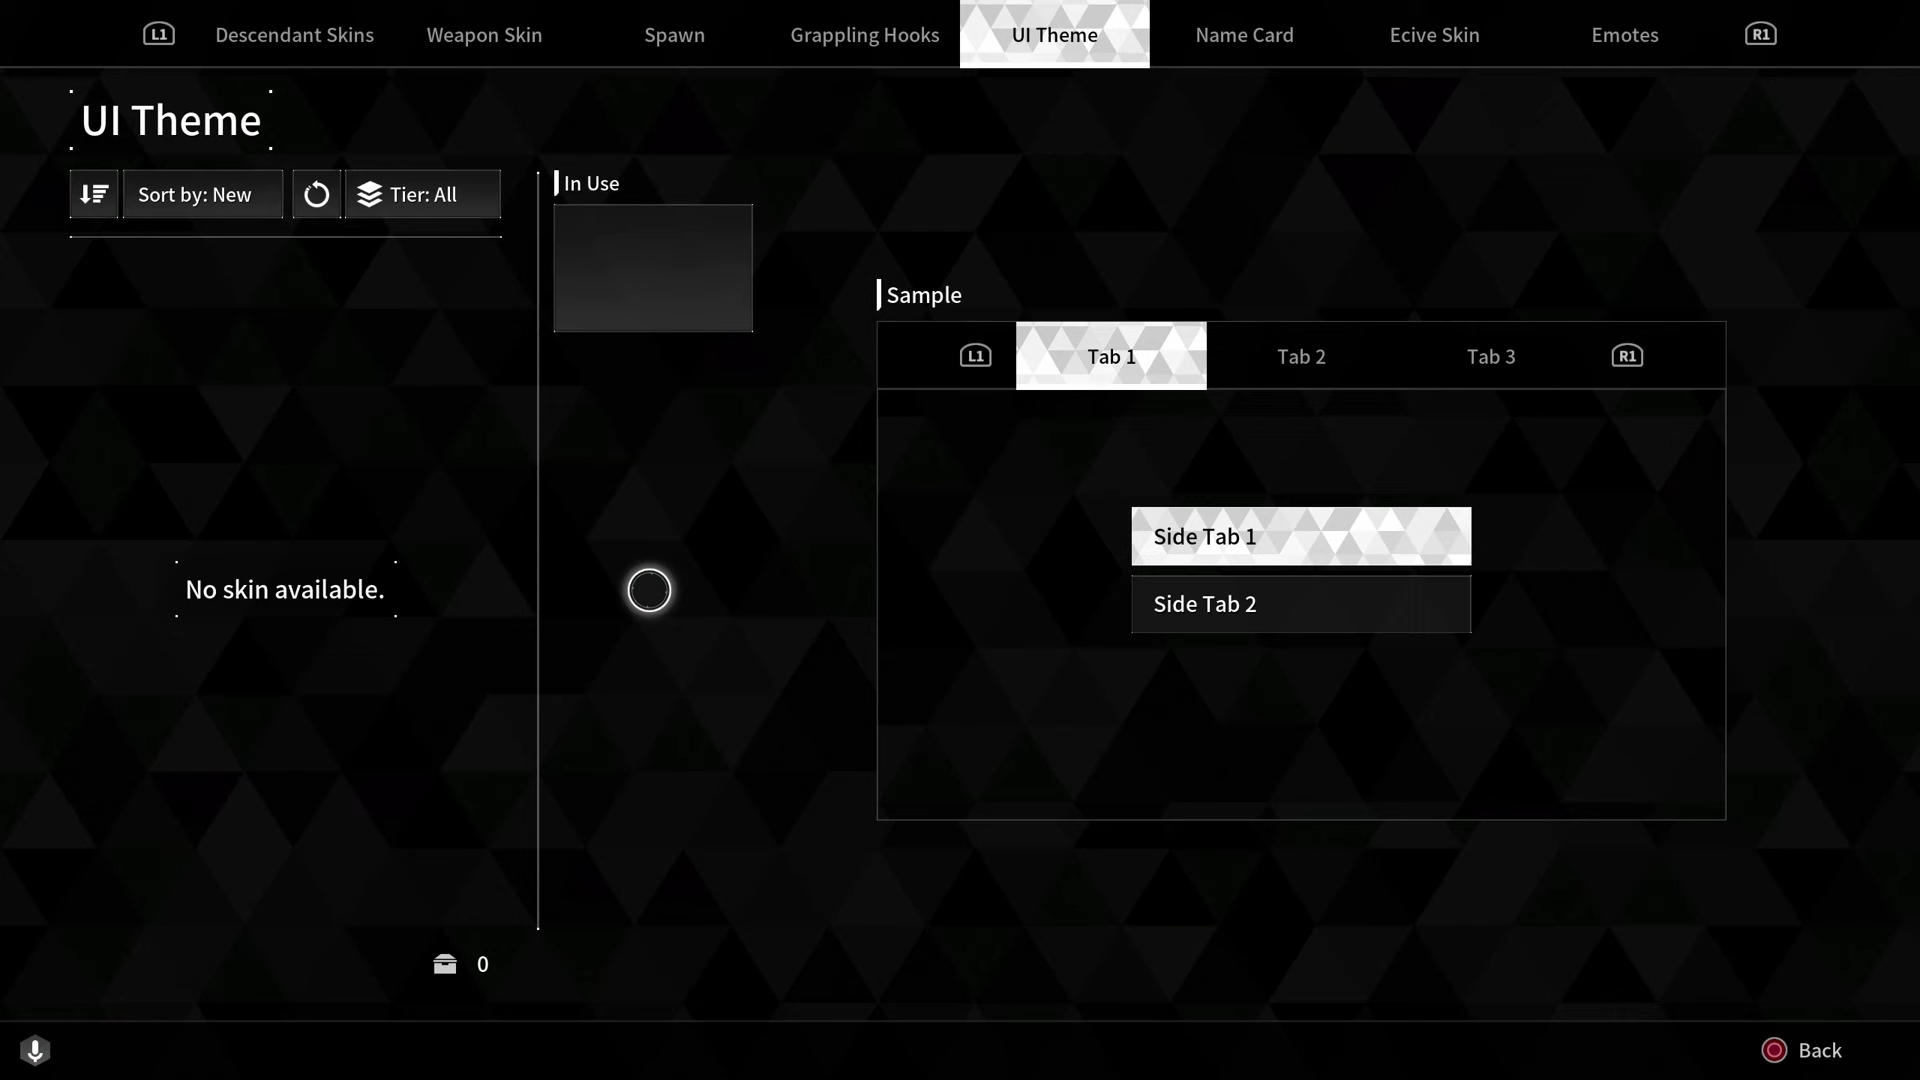 L1 Descendant Skins Weapon Skin Spawn Grappling Hooks UI Theme Name Card Ecive Skin Emotes R1
UI Theme
Sort by: New Tier: All
In Use
Sample
L1 Tab 1 Tab 2 Tab 3 R1
Side Tab 1
Side Tab 2
No skin available.
0
Back